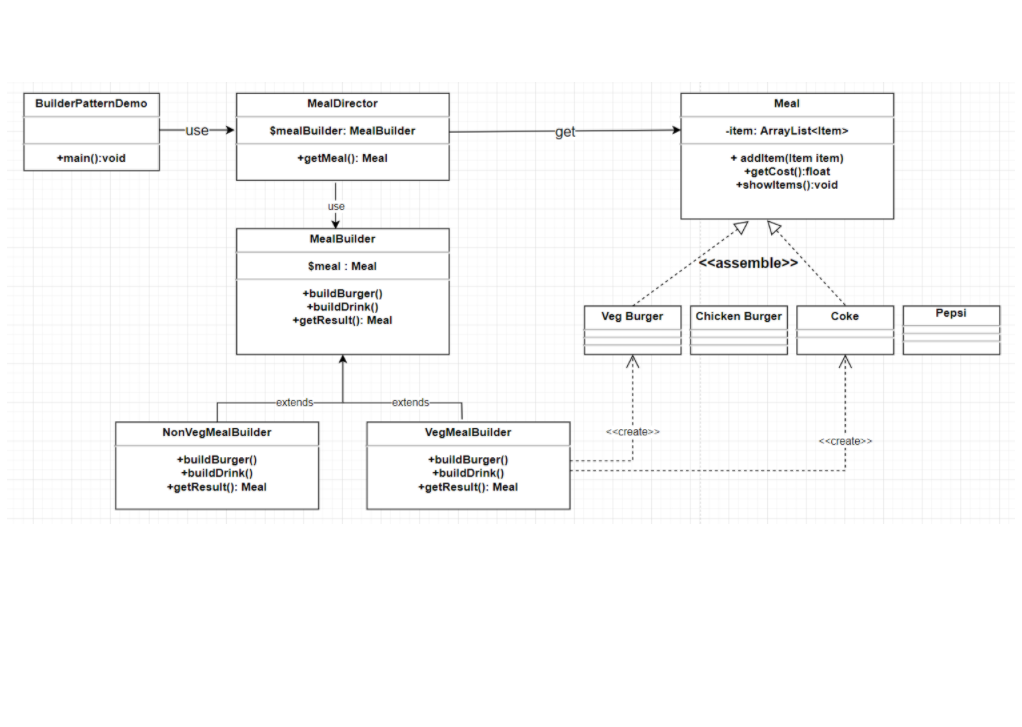 BuilderPatternDemo
+main():void
use
MealDirector
$mealBuilder: MealBuilder
+getMeal(): Meal
get
Meal
-item: ArrayList<Item>
+ addItem(Item item)
+getCost():float
+showItems():void
use
MealBuilder
$meal : Meal
+buildBurger()
+buildDrink()
+getResult(): Meal
<<assemble>>
Veg Burger
Chicken Burger
Coke
Pepsi
extends
extends
NonVegMealBuilder
+buildBurger()
+buildDrink()
+getResult(): Meal
VegMealBuilder
+buildBurger()
+buildDrink()
+getResult(): Meal
<<create>>
<<create>>